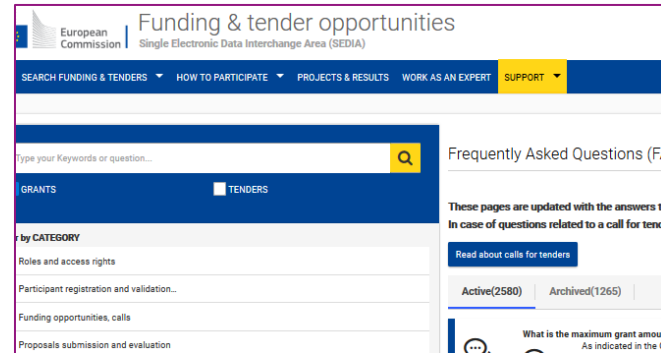 European
Commission
Funding & tender opportunities
Single Electronic Data Interchange Area (SEDIA)
SEARCH FUNDING & TENDERS
HOW TO PARTICIPATE
PROJECTS & RESULTS
WORK AS AN EXPERT
SUPPORT
Type your Keywords or question...
GRANTS
TENDERS
by CATEGORY
Roles and access rights
Participant registration and validation...
Funding opportunities, calls
Proposals submission and evaluation
Frequently Asked Questions
These pages are updated with the answers
In case of questions related to a call for
Read about calls for tenders
Active(2580)
Archived(1265)
What is the maximum grant
As indicated in the